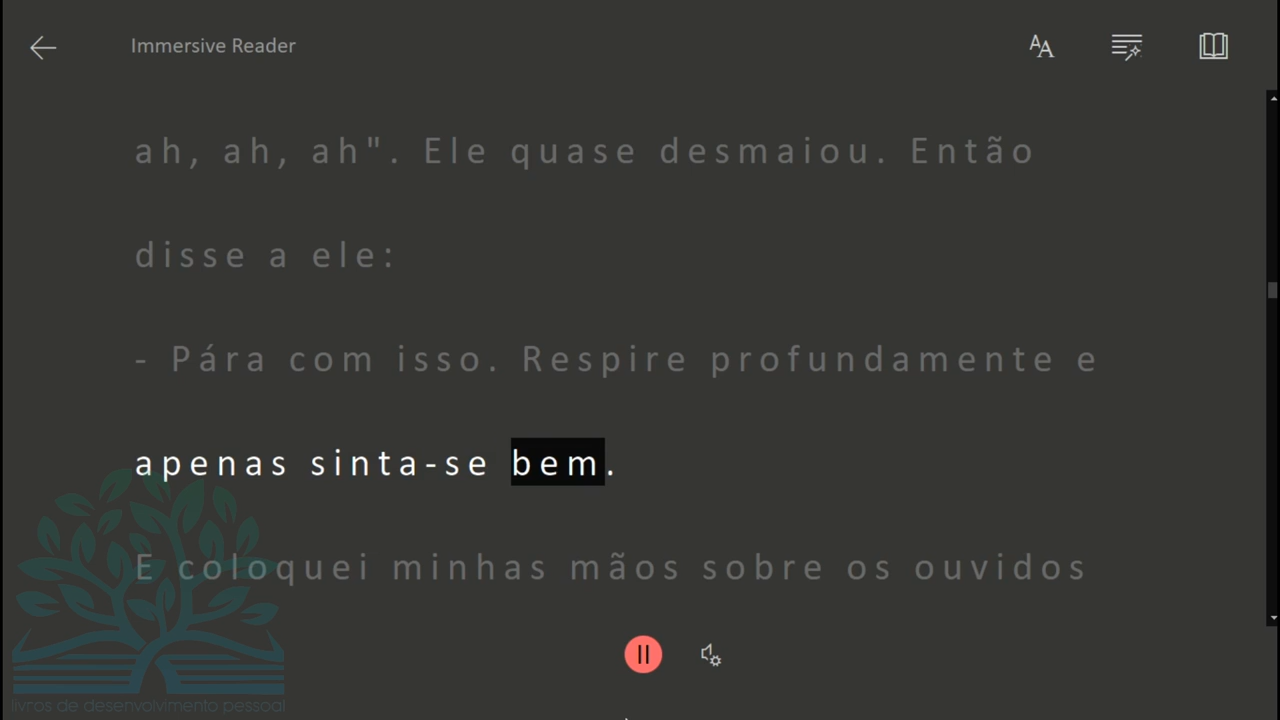 Immersive Reader
ah, ah, ah". Ele quase desmaiou. Então
disse a ele:
- Pára com isso. Respire profundamente e
apenas sinta-se bem.
E coloquei minhas mãos sobre os ouvidos
livros de desenvolvimento pessoal